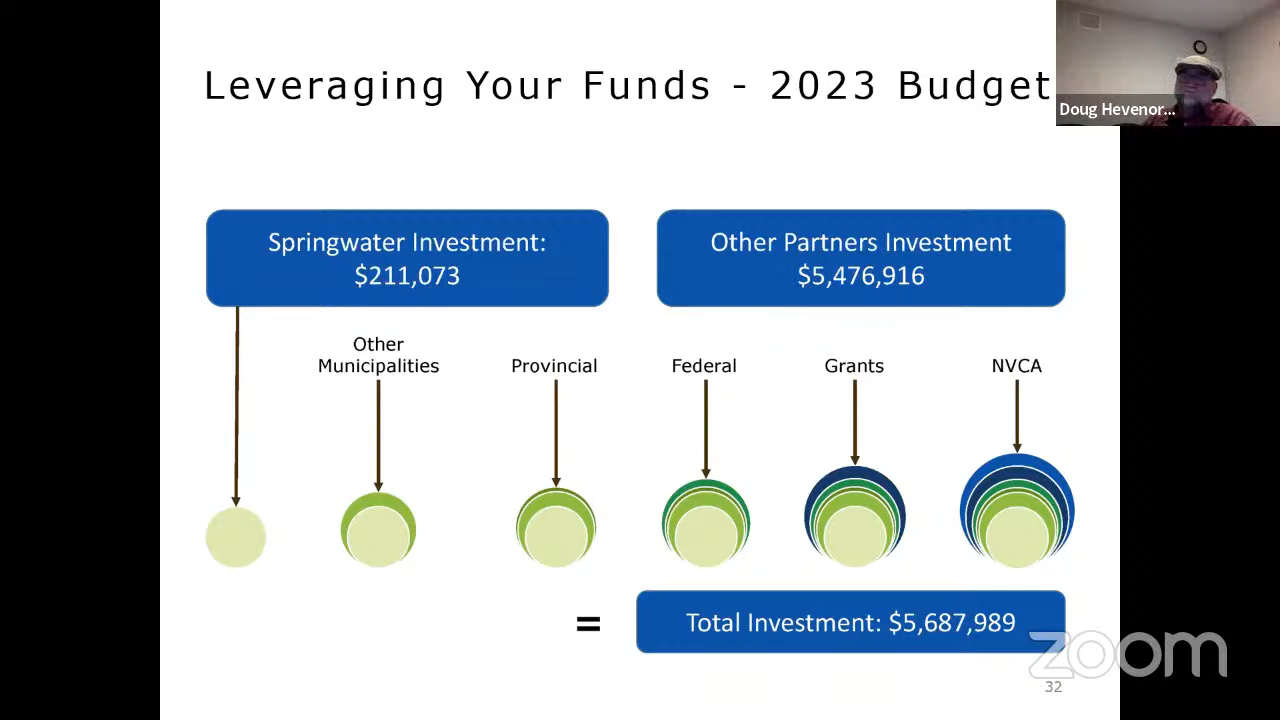 Leveraging Your Funds - 2023 Budget
Doug Hevenor...
Springwater Investment:
$211,073
Other Partners Investment
$5,476,916
Other
Municipalities
Provincial
Federal
Grants
NVCA
=
Total Investment: $5,687,989
zoom
32